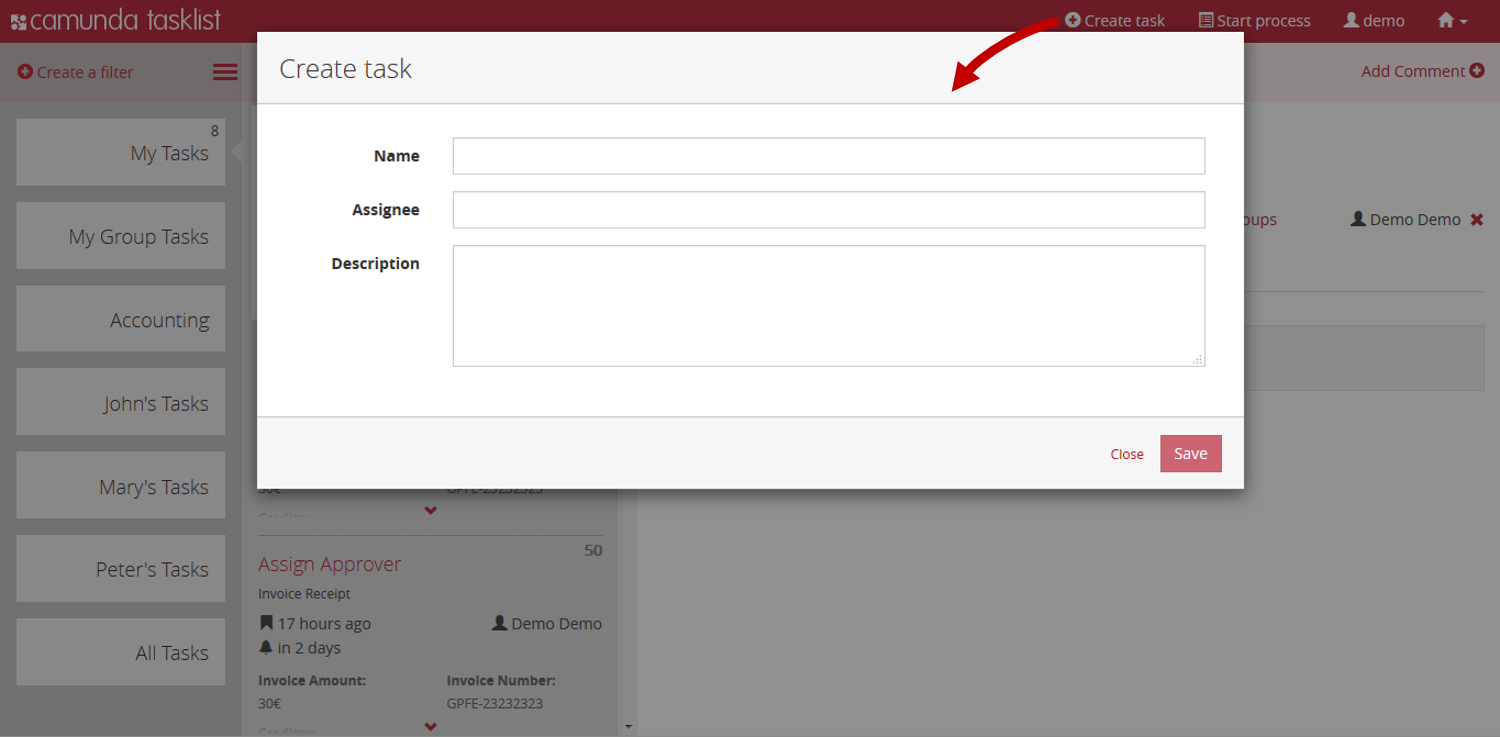 camunda tasklist
Create task
Start process
demo
Create a filter
Add Comment
8
My Tasks
My Group Tasks
Accounting
John's Tasks
Mary's Tasks
Peter's Tasks
All Tasks
Create task
Name
Assignee
Description
Close
Save
Demo Demo
30€
GPFE-23232323
50
Assign Approver
Invoice Receipt
17 hours ago
Demo Demo
in 2 days
Invoice Amount:
Invoice Number:
30€
GPFE-23232323